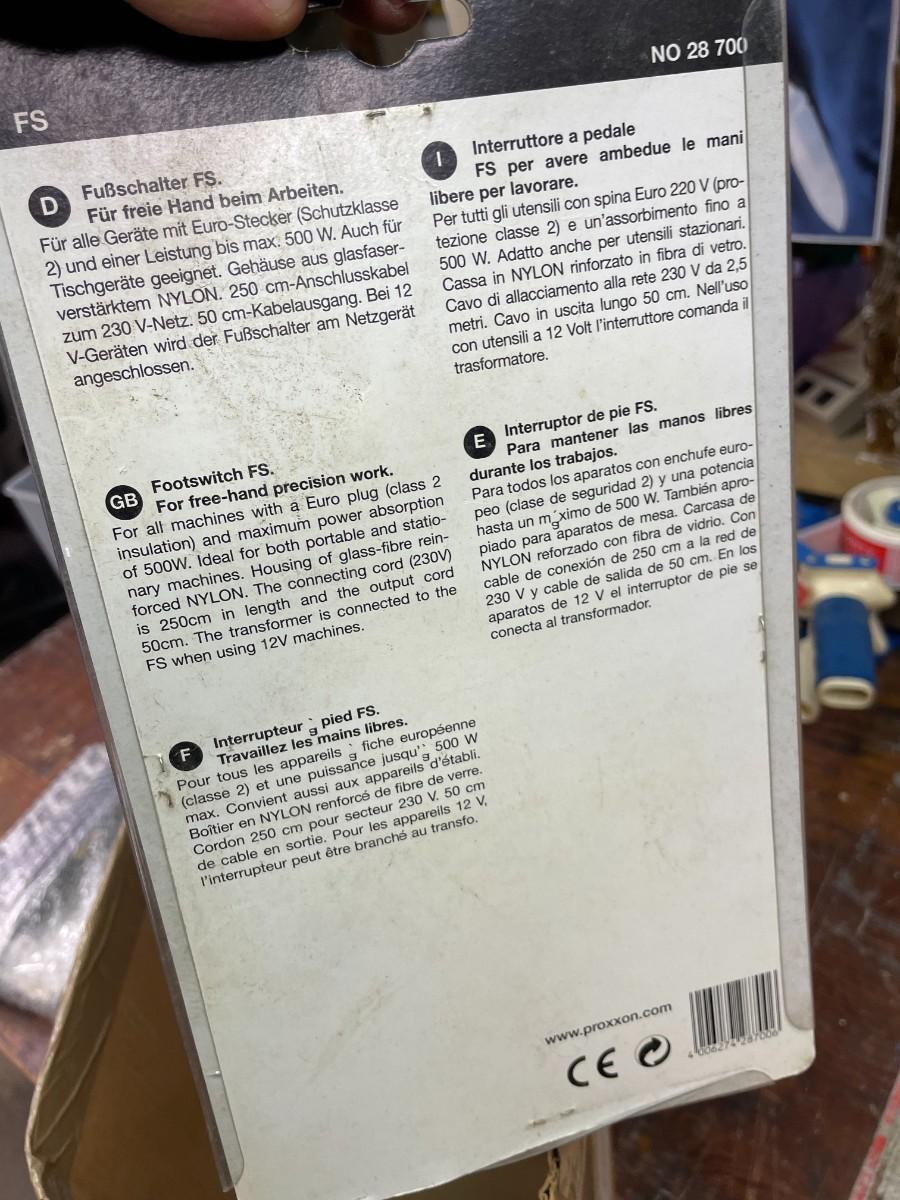 FS
NO 28 700
D
Fußschalter FS.
Für freie Hand beim Arbeiten.
Für alle Geräte mit Euro-Stecker (Schutzklasse
2) und einer Leistung bis max. 500 W. Auch für
Tischgeräte geeignet. Gehäuse aus glasfaser-
verstärktem NYLON. 250 cm-Anschlusskabel
zum 230 V-Netz. 50 cm-Kabelausgang. Bei 12
V-Geräten wird der Fußschalter am Netzgerät
angeschlossen.
GB
Footswitch FS.
For free-hand precision work.
For all machines with a Euro plug (class 2
insulation) and maximum power absorption
of 500W. Ideal for both portable and statio-
nary machines. Housing of glass-fibre rein-
forced NYLON. The connecting cord (230V)
is 250cm in length and the output cord
50cm. The transformer is connected to the
FS when using 12V machines.
F
Interrupteur à pied FS.
Travaillez les mains libres.
Pour tous les appareils à fiche européenne
(classe 2) et une puissance jusqu'à 500 W
max. Convient aussi aux appareils d'établi.
Boîtier en NYLON renforcé de fibre de verre.
Cordon 250 cm pour secteur 230 V. 50 cm
de cable en sortie. Pour les appareils 12 V,
l'interrupteur peut être branché au transfo.
I
Interruttore a pedale
FS per avere ambedue le mani
libere per lavorare.
Per tutti gli utensili con spina Euro 220 V (pro-
tezione classe 2) e un'assorbimento fino a
500 W. Adatto anche per utensili stazionari.
Cassa in NYLON rinforzato in fibra di vetro.
Cavo di allacciamento alla rete 230 V da 2,5
metri. Cavo in uscita lungo 50 cm. Nell'uso
con utensili a 12 Volt l'interruttore comanda il
trasformatore.
E
Interruptor de pie FS.
Para mantener las manos libres
durante los trabajos.
Para todos los aparatos con enchufe euro-
peo (clase de seguridad 2) y una potencia
hasta un máximo de 500 W. También apro-
piado para aparatos de mesa. Carcasa de
NYLON reforzado con fibra de vidrio. Con
cable de conexión de 250 cm a la red de
230 V y cable de salida de 50 cm. En los
aparatos de 12 V el interruptor de pie se
conecta al transformador.
www.proxxon.com
CE
4 006274 287006